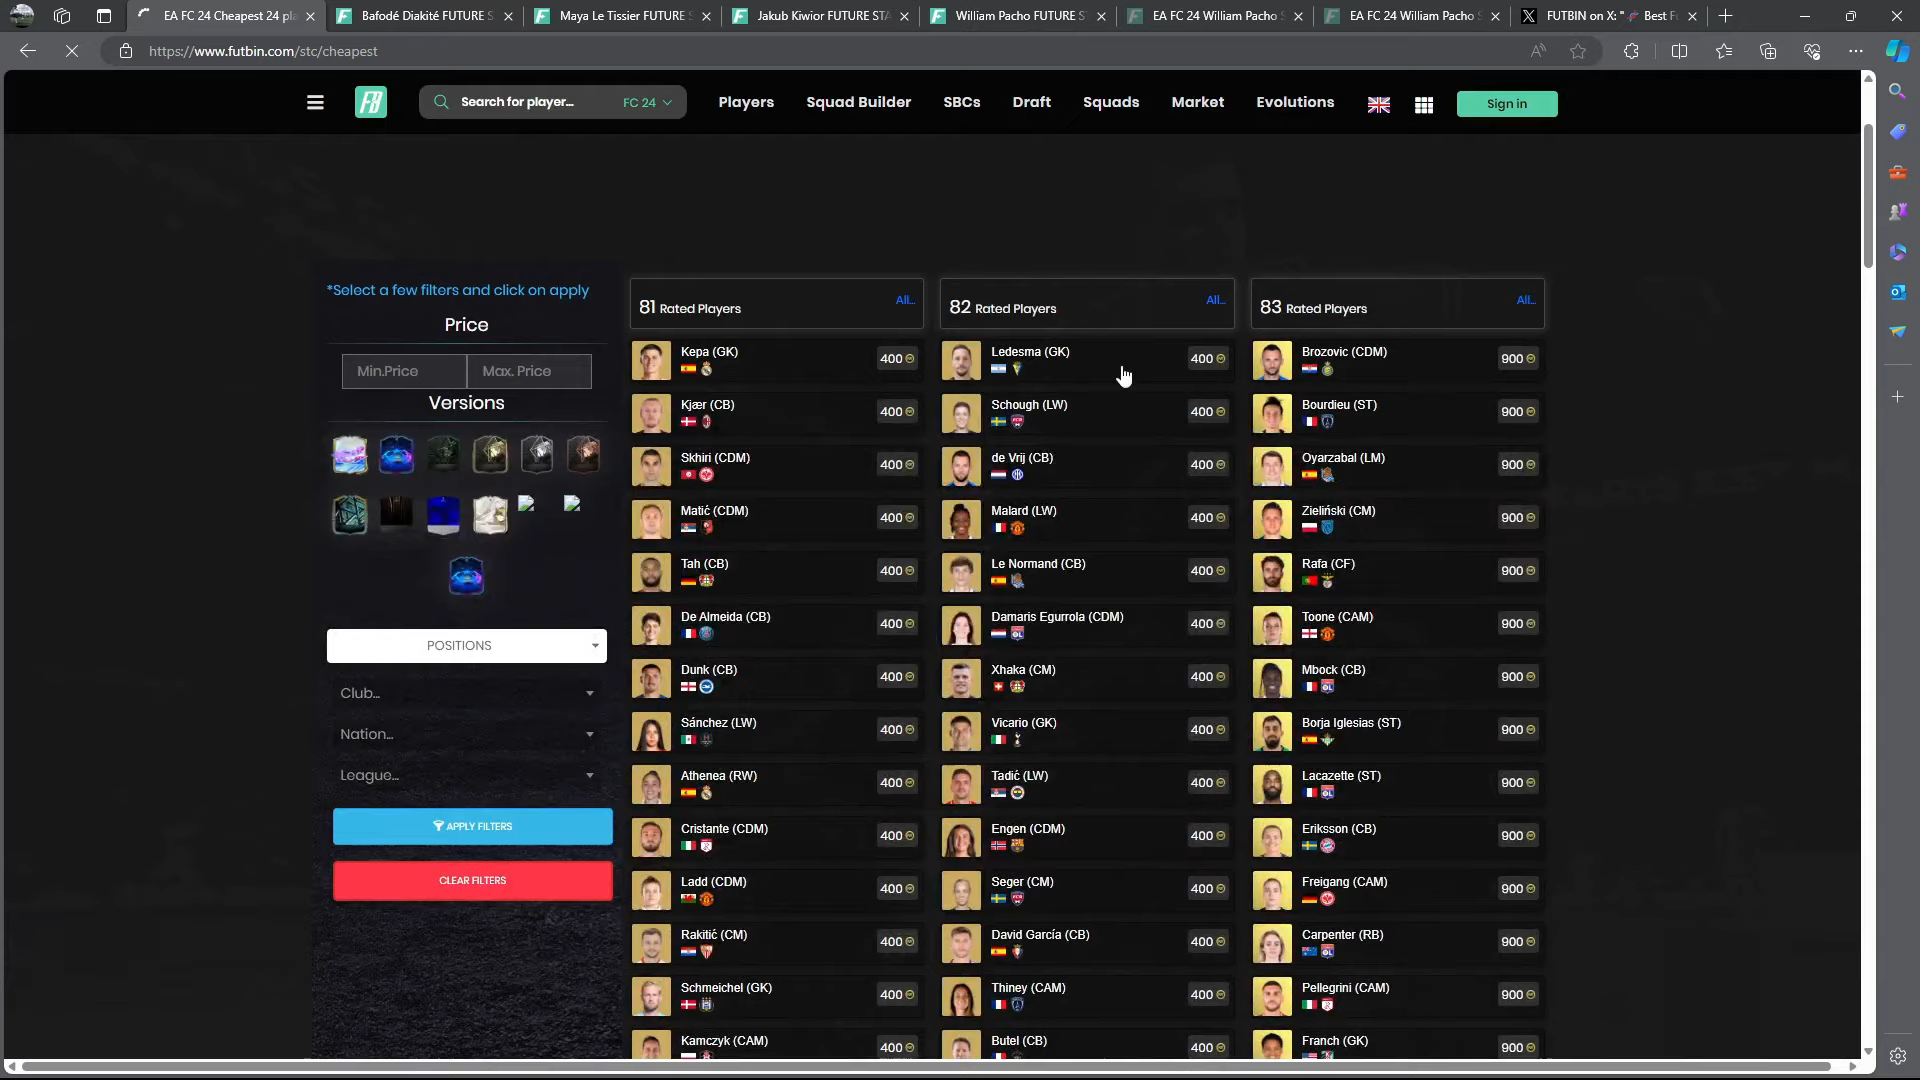 EA FC 24 Cheapest 24 pla
Bafodé Diakité FUTURE S
Maya Le Tissier FUTURE S
Jakub Kiwior FUTURE STA
William Pacho FUTURE S
EA FC 24 William Pacho S
EA FC 24 William Pacho S
FUTBIN on X: "🚀 Best Fu
https://www.futbin.com/stc/cheapest
Search for player...
FC 24
Players
Squad Builder
SBCs
Draft
Squads
Market
Evolutions
Sign in
*Select a few filters and click on apply
Price
Min.Price
Max. Price
Versions
POSITIONS
Club...
Nation...
League...
APPLY FILTERS
CLEAR FILTERS
81 Rated Players
All...
Kepa (GK)
400
Kjær (CB)
400
Skhiri (CDM)
400
Matić (CDM)
400
Tah (CB)
400
De Almeida (CB)
400
Dunk (CB)
400
Sánchez (LW)
400
Athenea (RW)
400
Cristante (CDM)
400
Ladd (CDM)
400
Rakitić (CM)
400
Schmeichel (GK)
400
Kamczyk (CAM)
400
82 Rated Players
All...
Ledesma (GK)
400
Schough (LW)
400
de Vrij (CB)
400
Malard (LW)
400
Le Normand (CB)
400
Damaris Egurrola (CDM)
400
Xhaka (CM)
400
Vicario (GK)
400
Tadić (LW)
400
Engen (CDM)
400
Seger (CM)
400
David García (CB)
400
Thiney (CAM)
400
Butel (CB)
400
83 Rated Players
All...
Brozovic (CDM)
900
Bourdieu (ST)
900
Oyarzabal (LM)
900
Zieliński (CM)
900
Rafa (CF)
900
Toone (CAM)
900
Mbock (CB)
900
Borja Iglesias (ST)
900
Lacazette (ST)
900
Eriksson (CB)
900
Freigang (CAM)
900
Carpenter (RB)
900
Pellegrini (CAM)
900
Franch (GK)
900